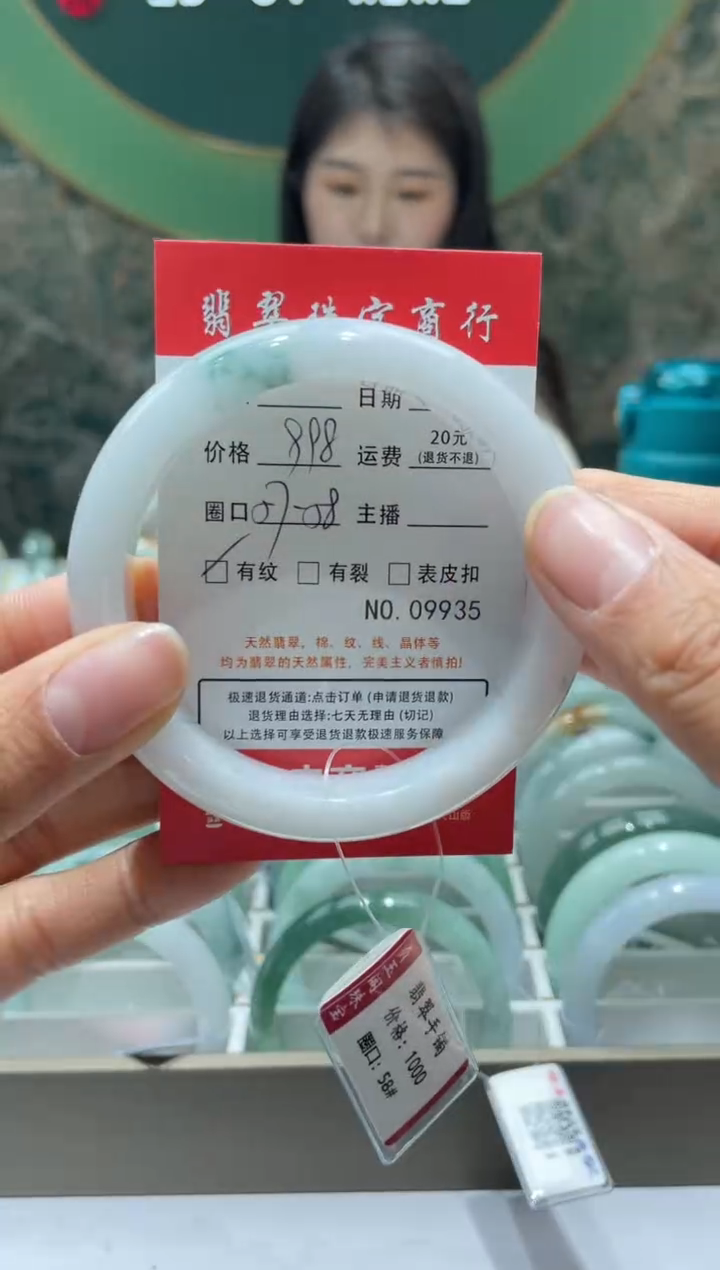 翡翠珠宝商行
日期
价格 898 运费 20元
(退货不退)
圈口 57-58 主播
有纹 有裂 表皮扣
NO. 09935
天然翡翠，棉、纹、线、晶体等
均为翡翠的天然属性，完美主义者慎拍!
极速退货通道:点击订单 (申请退货退款)
退货理由选择:七天无理由 (切记)
以上选择可享受退货退款极速服务保障
翡翠手镯
价格：1000
圈口：58#